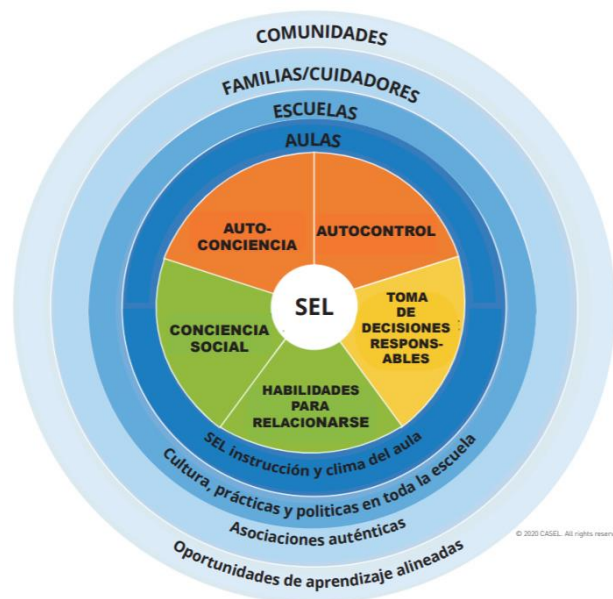 COMUNIDADES
FAMILIAS/CUIDADORES
ESCUELAS
AULAS
AUTO-
CONCIENCIA
AUTOCONTROL
SEL
CONCIENCIA
SOCIAL
TOMA
DE
DECISIONES
RESPONS-
ABLES
HABILIDADES
PARA
RELACIONARSE
SEL instrucción y clima del aula
Cultura, prácticas y politicas en toda la escuela
Asociaciones auténticas
Oportunidades de aprendizaje alineadas
© 2020 CASEL. All rights reserv